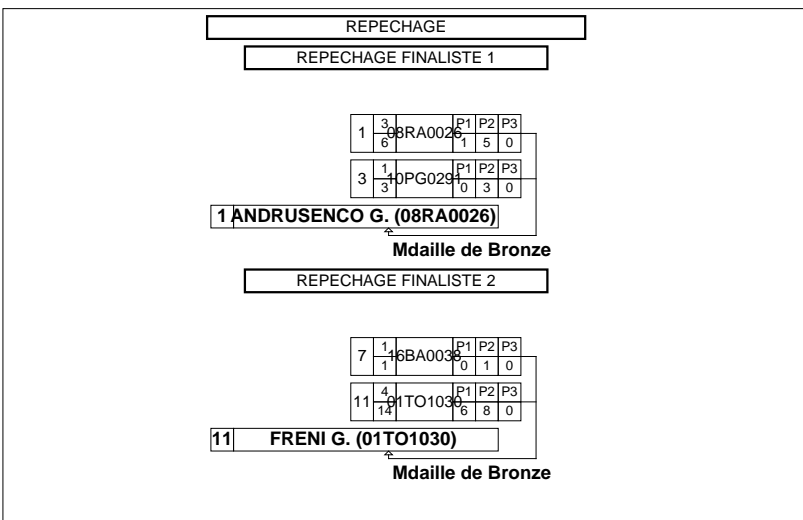 REPECHAGE
REPECHAGE FINALISTE 1
1 3 6 08RA0026 P1 P2 P3 1 5 0
3 1 3 10PG0291 P1 P2 P3 0 3 0
1 ANDRUSENCO G. (08RA0026)
Mdaille de Bronze
REPECHAGE FINALISTE 2
7 1 1 16BA0038 P1 P2 P3 0 1 0
11 4 14 01TO1030 P1 P2 P3 6 8 0
11 FRENI G. (01TO1030)
Mdaille de Bronze